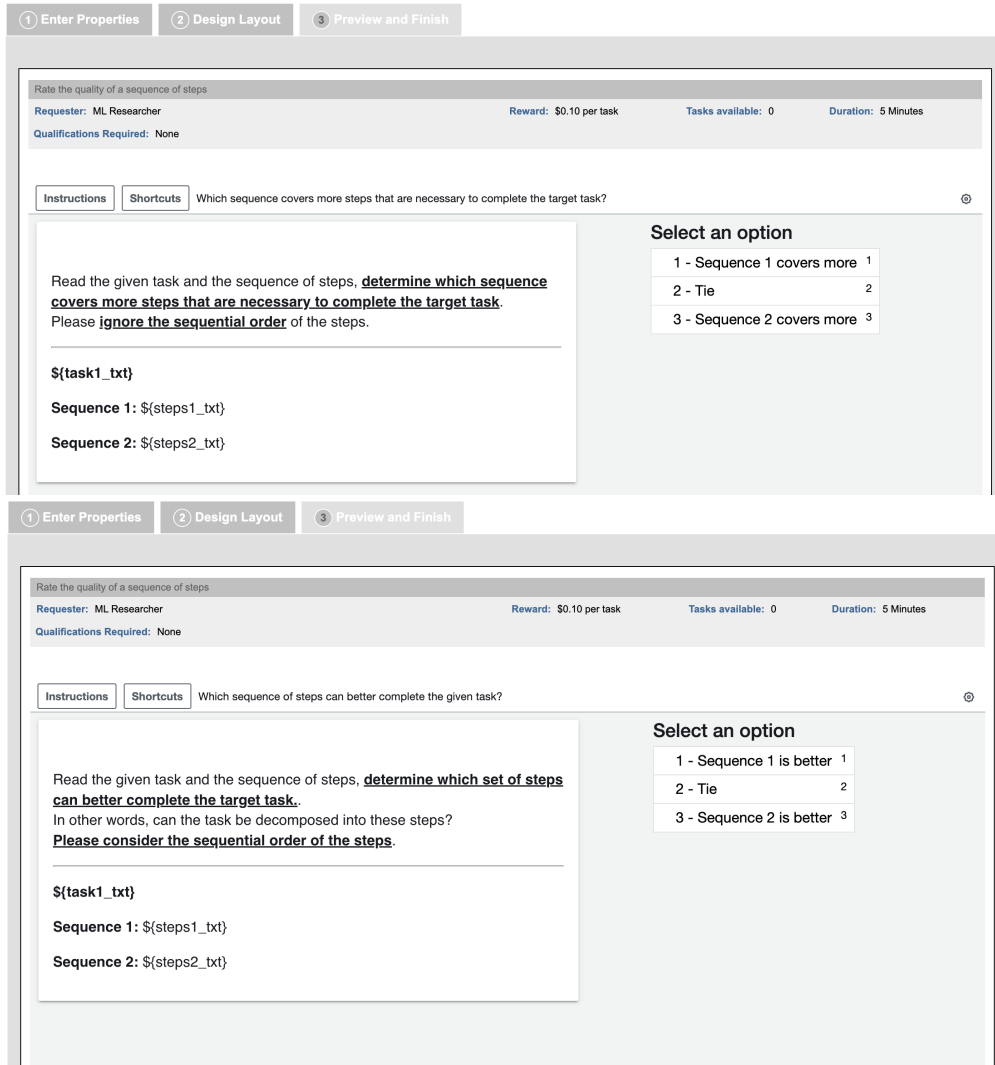 1 Enter Properties 2 Design Layout 3 Preview and Finish
Rate the quality of a sequence of steps
Requester: ML Researcher Reward: $0.10 per task Tasks available: 0 Duration: 5 Minutes
Qualifications Required: None
Instructions Shortcuts Which sequence covers more steps that are necessary to complete the target task?
Read the given task and the sequence of steps, determine which sequence
covers more steps that are necessary to complete the target task.
Please ignore the sequential order of the steps.
${task1_txt}
Sequence 1: ${steps1_txt}
Sequence 2: ${steps2_txt}
Select an option
1 - Sequence 1 covers more 1
2 - Tie 2
3 - Sequence 2 covers more 3
1 Enter Properties 2 Design Layout 3 Preview and Finish
Rate the quality of a sequence of steps
Requester: ML Researcher Reward: $0.10 per task Tasks available: 0 Duration: 5 Minutes
Qualifications Required: None
Instructions Shortcuts Which sequence of steps can better complete the given task?
Read the given task and the sequence of steps, determine which set of steps
can better complete the target task..
In other words, can the task be decomposed into these steps?
Please consider the sequential order of the steps.
${task1_txt}
Sequence 1: ${steps1_txt}
Sequence 2: ${steps2_txt}
Select an option
1 - Sequence 1 is better 1
2 - Tie 2
3 - Sequence 2 is better 3